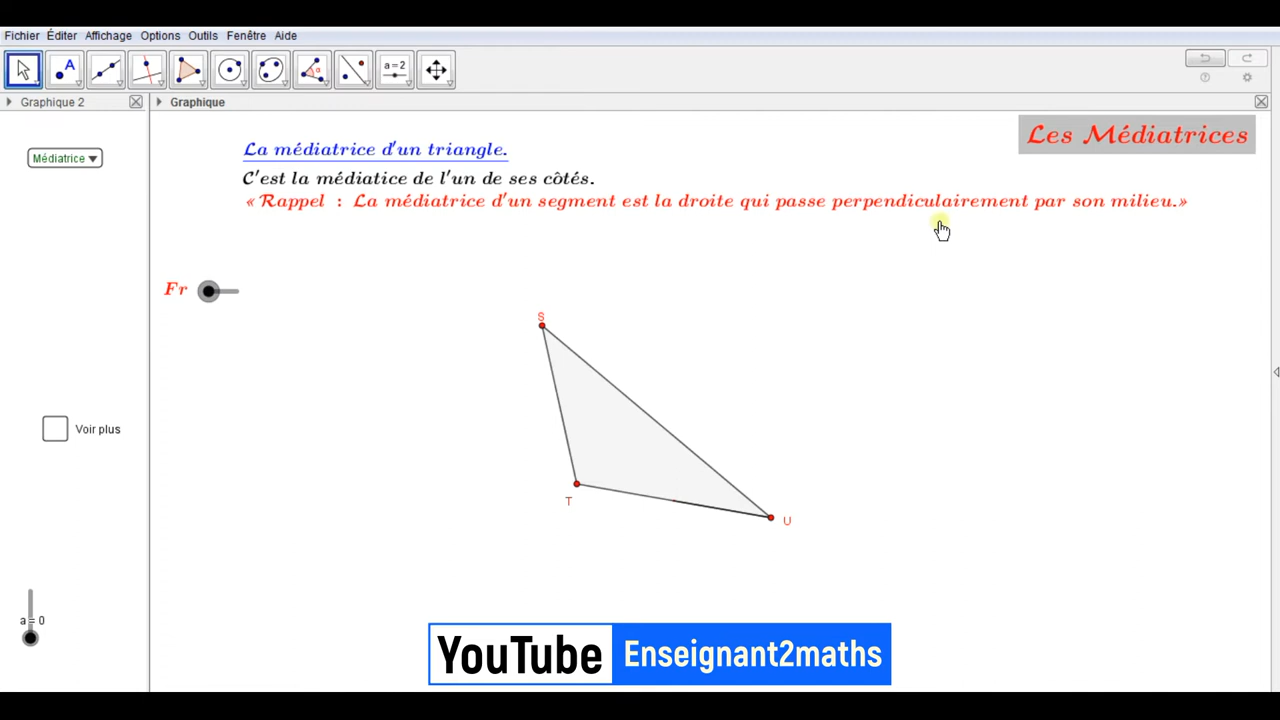 Fichier Éditer Affichage Options Outils Fenêtre Aide
A
a = 2
Graphique 2
Graphique
Les Médiatrices
Médiatrice
La médiatrice d'un triangle.
C'est la médiatice de l'un de ses côtés.
« Rappel : La médiatrice d'un segment est la droite qui passe perpendiculairement par son milieu.»
Fr
S
Voir plus
T
U
a = 0
YouTube Enseignant2maths